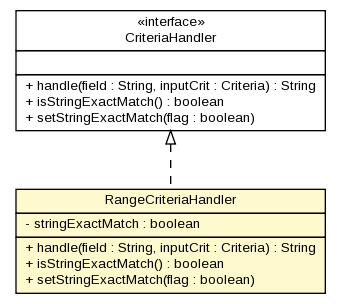 «interface»
CriteriaHandler
+ handle(field : String, inputCrit : Criteria) : String
+ isStringExactMatch() : boolean
+ setStringExactMatch(flag : boolean)
RangeCriteriaHandler
- stringExactMatch : boolean
+ handle(field : String, inputCrit : Criteria) : String
+ isStringExactMatch() : boolean
+ setStringExactMatch(flag : boolean)